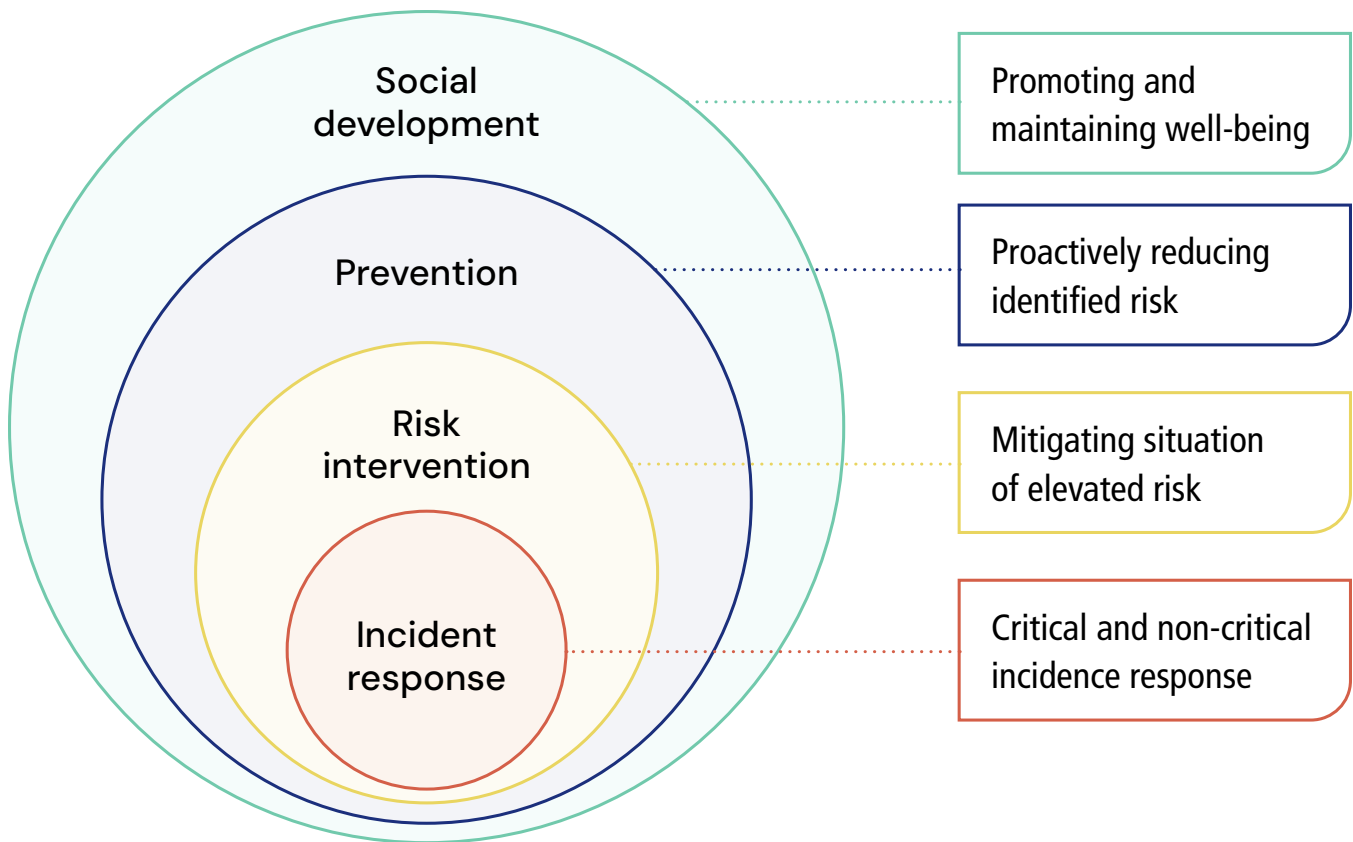 Social
development
Promoting and
maintaining well-being
Prevention
Proactively reducing
identified risk
Risk
intervention
Mitigating situation
of elevated risk
Incident
response
Critical and non-critical
incidence response